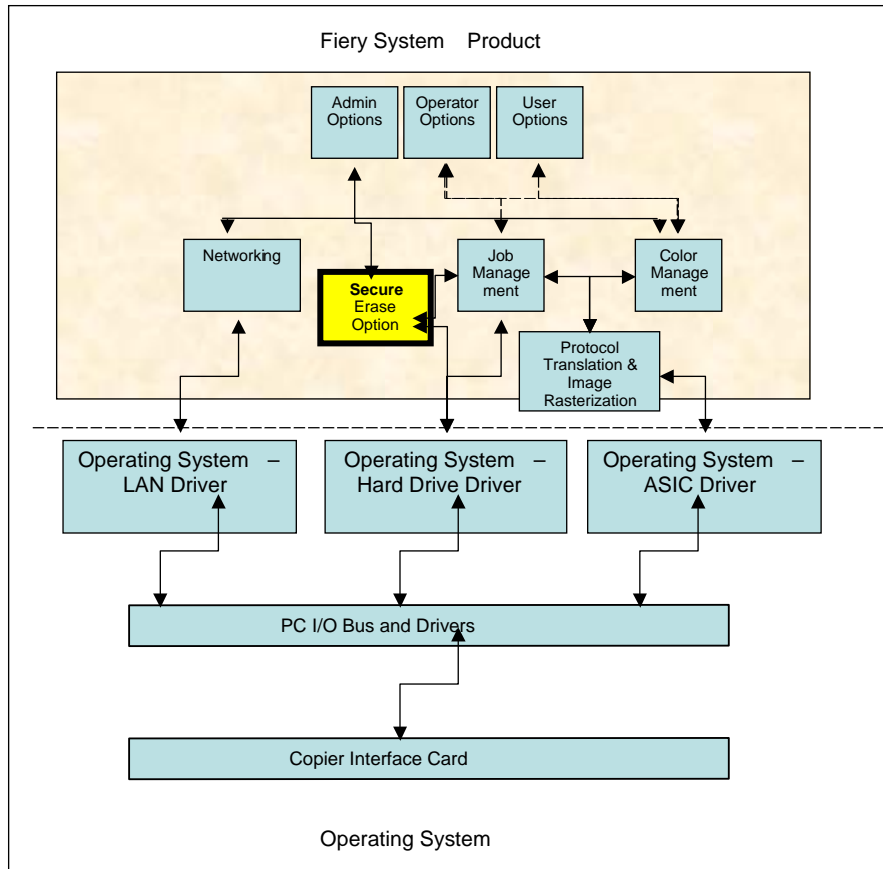 Fiery System Product
Admin
Options
Operator
Options
User
Options
Networking
Secure
Erase
Option
Job
Manage
ment
Color
Manage
ment
Protocol
Translation &
Image
Rasterization
Operating System –
LAN Driver
Operating System –
Hard Drive Driver
Operating System –
ASIC Driver
PC I/O Bus and Drivers
Copier Interface Card
Operating System